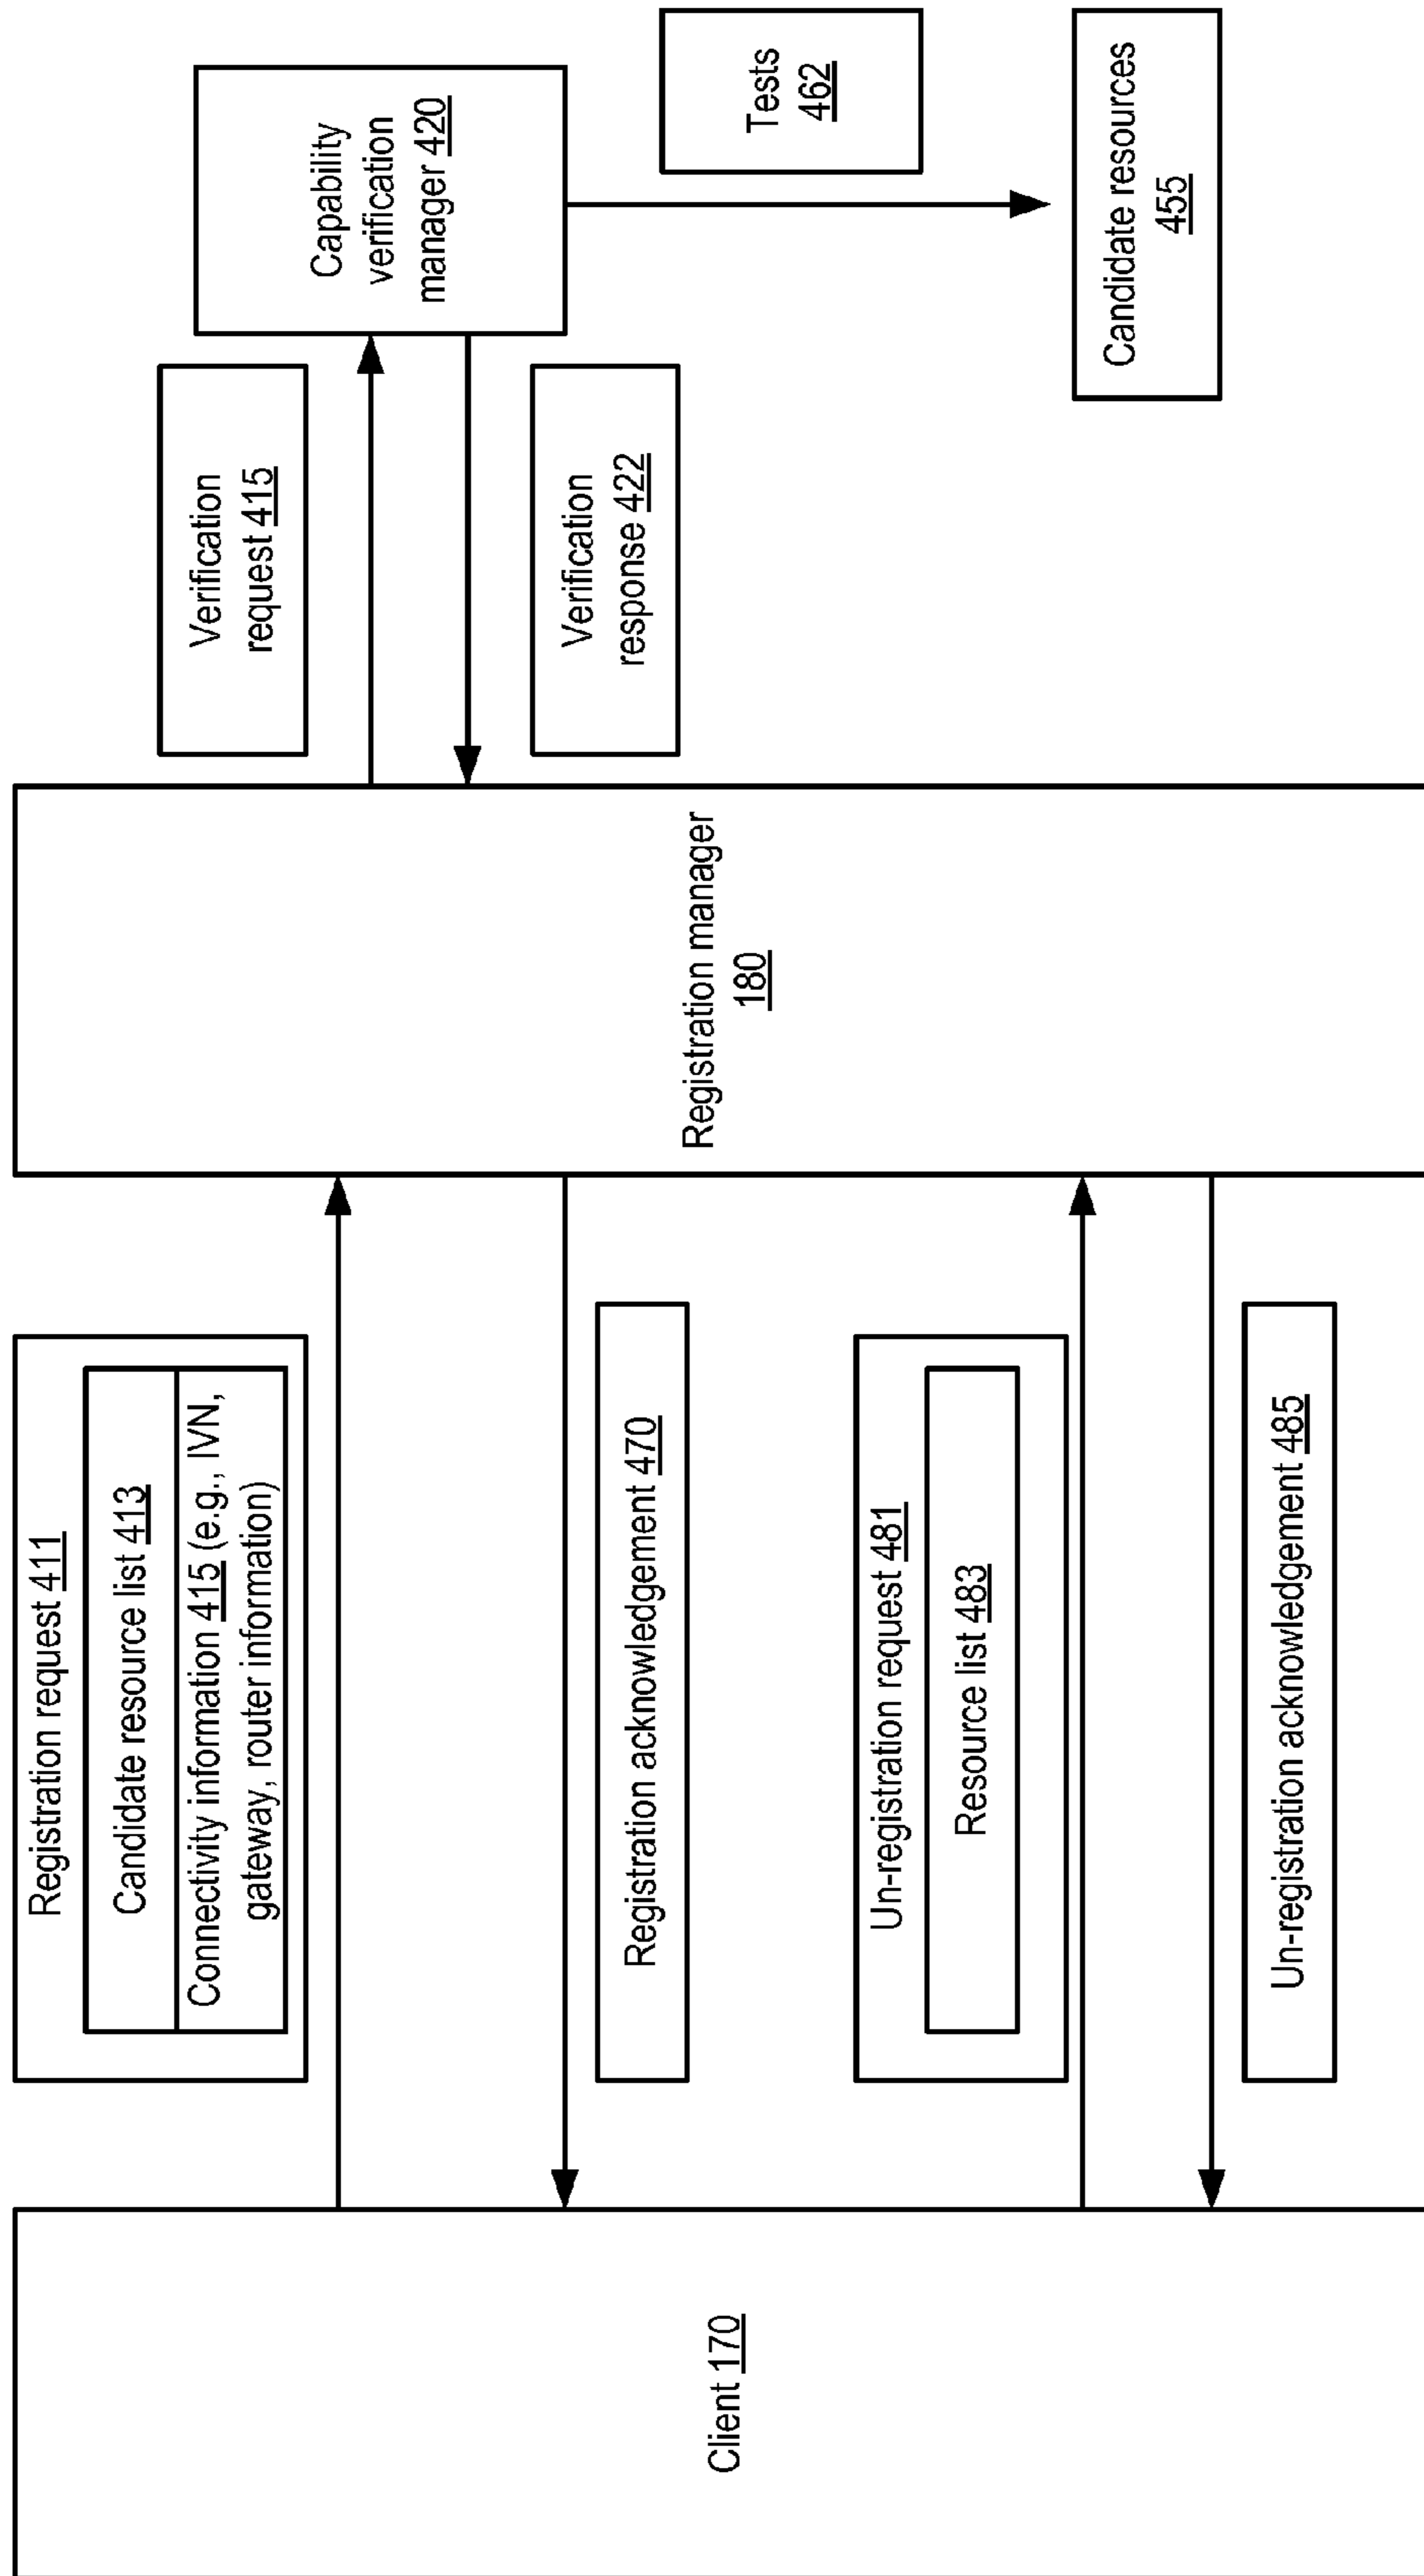 Registration request 411
Candidate resource list 413
Connectivity information 415 (e.g., IVN,
gateway, router information)
Registration acknowledgement 470
Un-registration request 481
Resource list 483
Un-registration acknowledgement 485
Client 170
Registration manager
180
Verification
request 415
Verification
response 422
Capability
verification
manager 420
Tests
462
Candidate resources
455